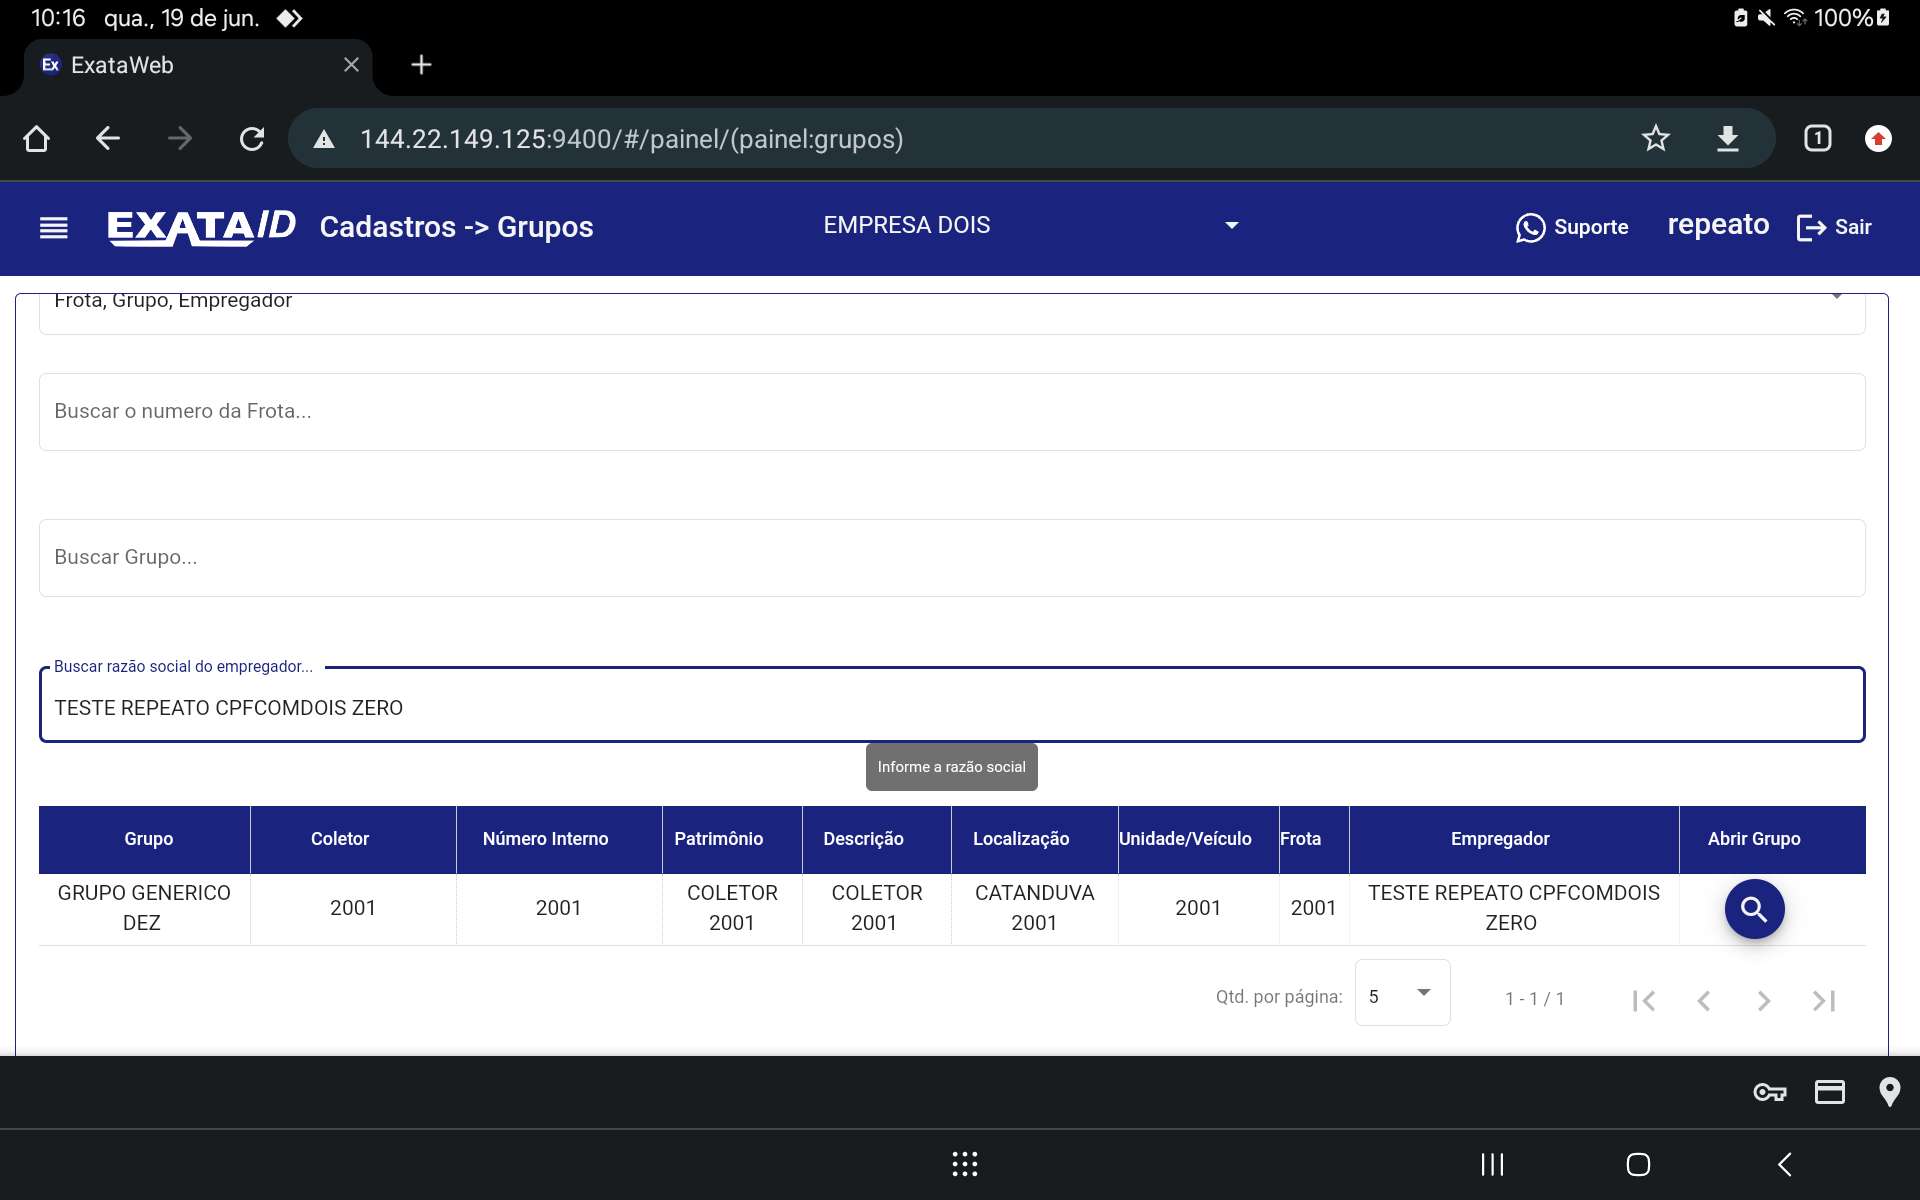 10:16 qua., 19 de jun. 100%
Ex ExataWeb
144.22.149.125:9400/#/painel/(painel:grupos) 1
EXATA/ID Cadastros -> Grupos EMPRESA DOIS Suporte repeato Sair
Frota, Grupo, Empregador
Buscar o numero da Frota...
Buscar Grupo...
Buscar razão social do empregador...
TESTE REPEATO CPFCOMDOIS ZERO
Informe a razão social
Grupo Coletor Número Interno Patrimônio Descrição Localização Unidade/Veículo Frota Empregador Abrir Grupo
GRUPO GENERICO DEZ 2001 2001 COLETOR 2001 COLETOR 2001 CATANDUVA 2001 2001 2001 TESTE REPEATO CPFCOMDOIS ZERO
Qtd. por página: 5 1 - 1 / 1